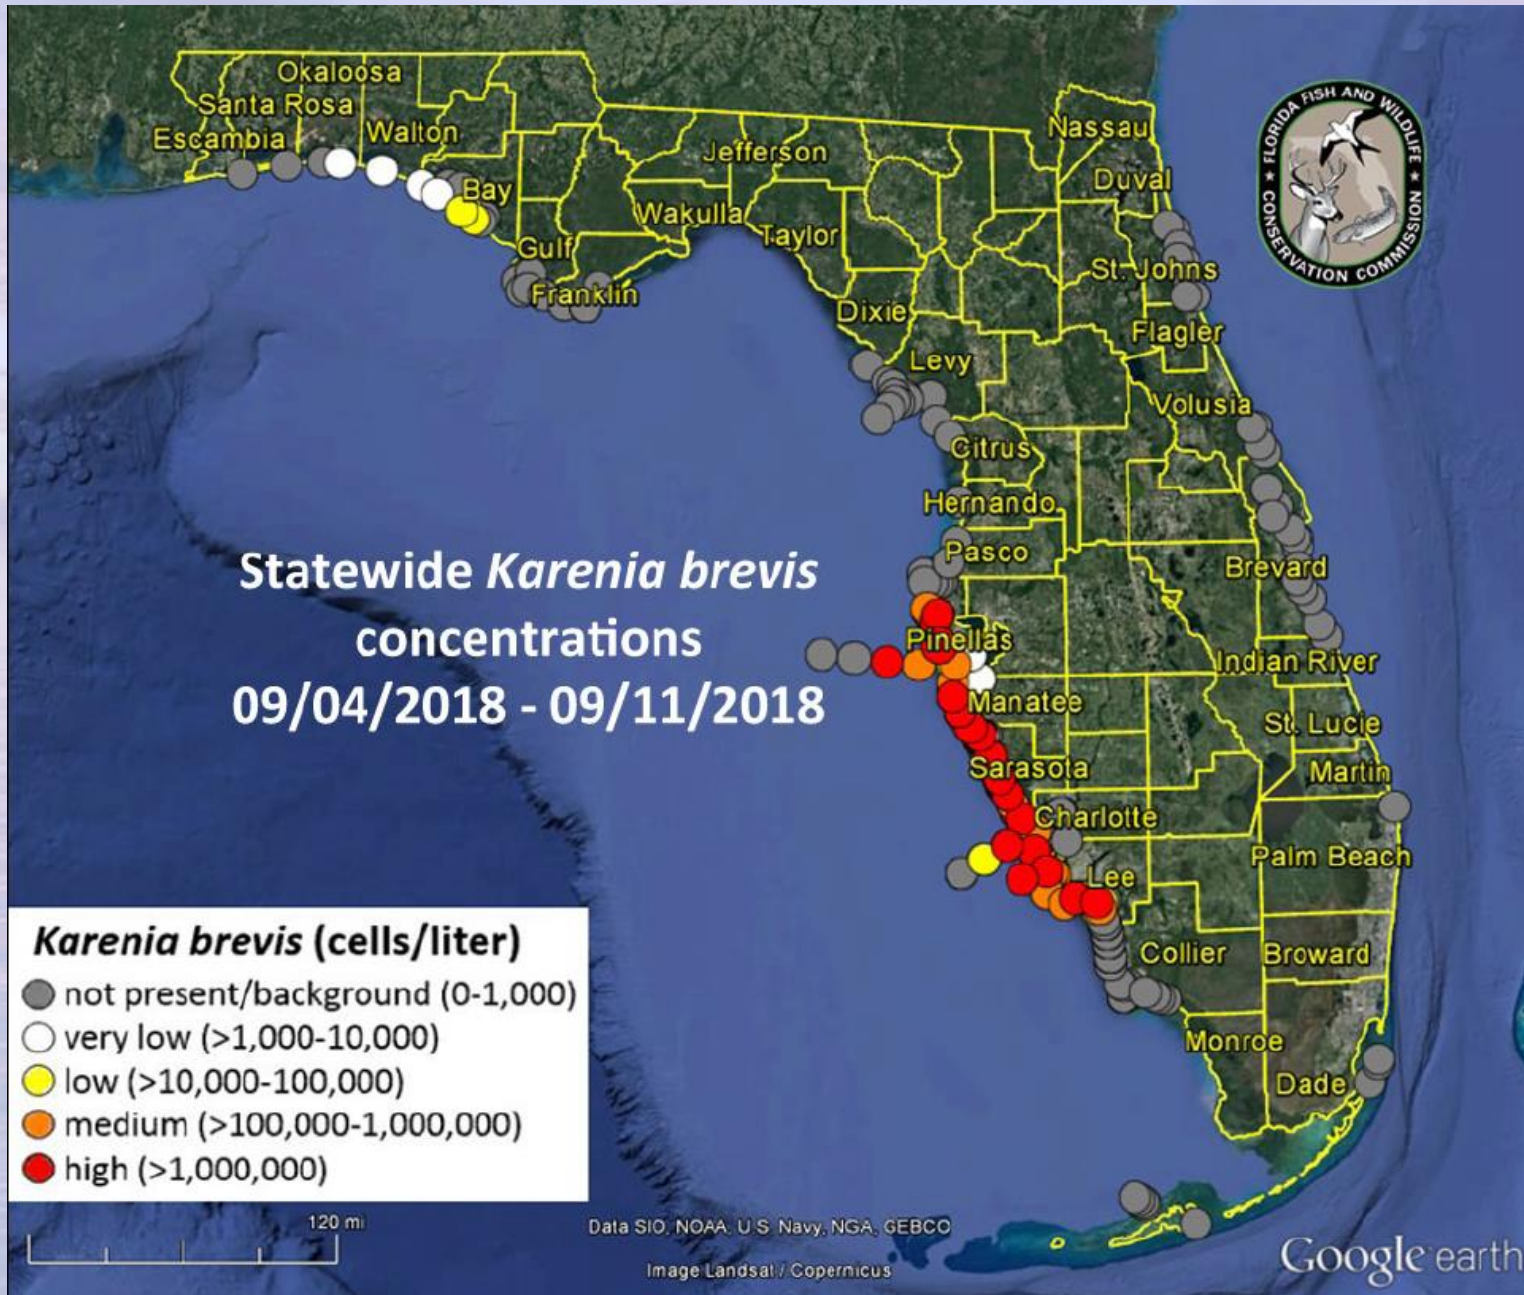 Okaloosa
Santa Rosa
Escambia
Walton
Bay
Gulf
Franklin
Jefferson
Wakulla
Taylor
Dixie
Levy
Citrus
Hernando
Pasco
Pinellas
Manatee
Sarasota
Charlotte
Lee
Collier
Monroe
Nassau
Duval
St. Johns
Flagler
Volusia
Brevard
Indian River
St. Lucie
Martin
Palm Beach
Broward
Dade
FLORIDA FISH AND WILDLIFE
CONSERVATION COMMISSION
Statewide Karenia brevis
concentrations
09/04/2018 - 09/11/2018
Karenia brevis (cells/liter)
not present/background (0-1,000)
very low (>1,000-10,000)
low (>10,000-100,000)
medium (>100,000-1,000,000)
high (>1,000,000)
120 mi
Data SIO, NOAA, U.S. Navy, NGA, GEBCO
Image Landsat / Copernicus
Google earth